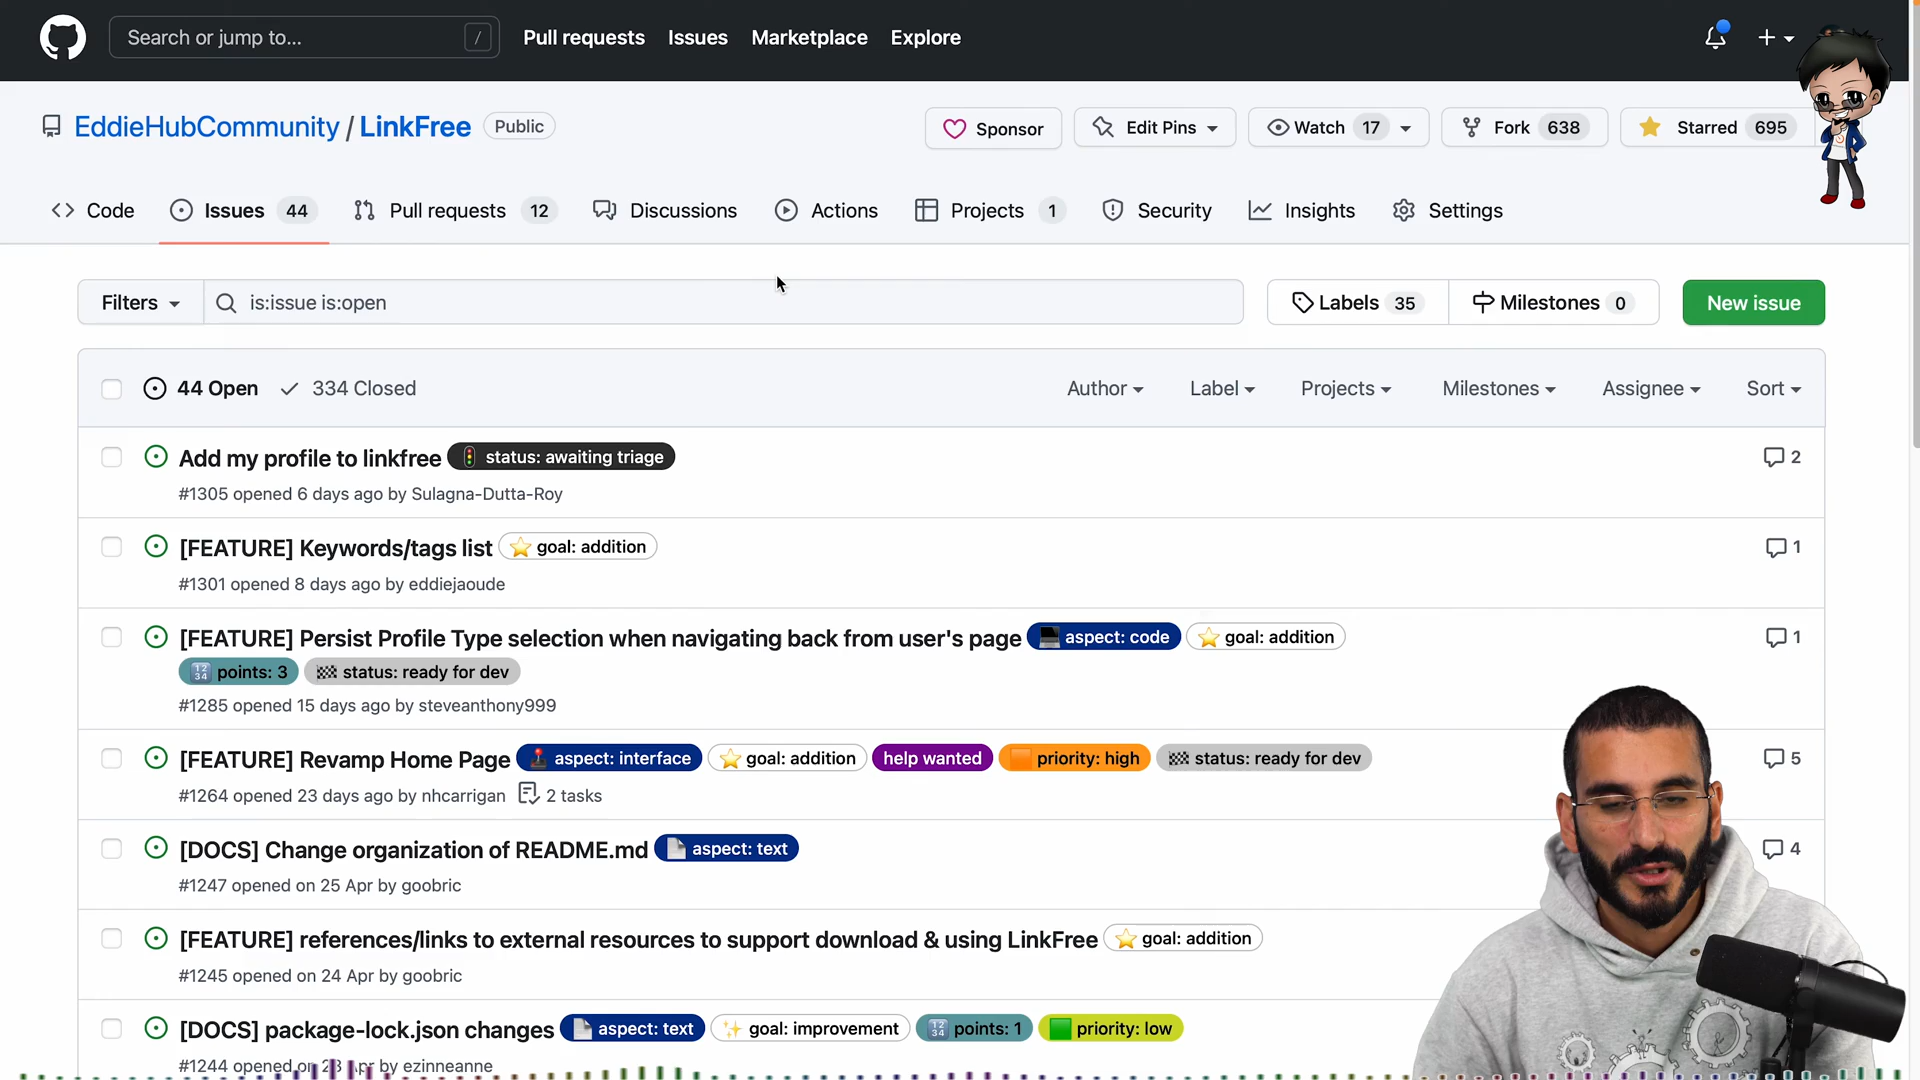 Search or jump to... / Pull requests Issues Marketplace Explore
EddieHubCommunity / LinkFree Public Sponsor Edit Pins Watch 17 Fork 638 Starred 695
Code Issues 44 Pull requests 12 Discussions Actions Projects 1 Security Insights Settings
Filters is:issue is:open Labels 35 Milestones 0 New issue
44 Open 334 Closed Author Label Projects Milestones Assignee Sort
Add my profile to linkfree status: awaiting triage 2
#1305 opened 6 days ago by Sulagna-Dutta-Roy
[FEATURE] Keywords/tags list goal: addition 1
#1301 opened 8 days ago by eddiejaoude
[FEATURE] Persist Profile Type selection when navigating back from user's page aspect: code goal: addition 1
points: 3 status: ready for dev
#1285 opened 15 days ago by steveanthony999
[FEATURE] Revamp Home Page aspect: interface goal: addition help wanted priority: high status: ready for dev 5
#1264 opened 23 days ago by nhcarrigan 2 tasks
[DOCS] Change organization of README.md aspect: text 4
#1247 opened on 25 Apr by goobric
[FEATURE] references/links to external resources to support download & using LinkFree goal: addition
#1245 opened on 24 Apr by goobric
[DOCS] package-lock.json changes aspect: text goal: improvement points: 1 priority: low
#1244 opened on 23 Apr by ezinneanne